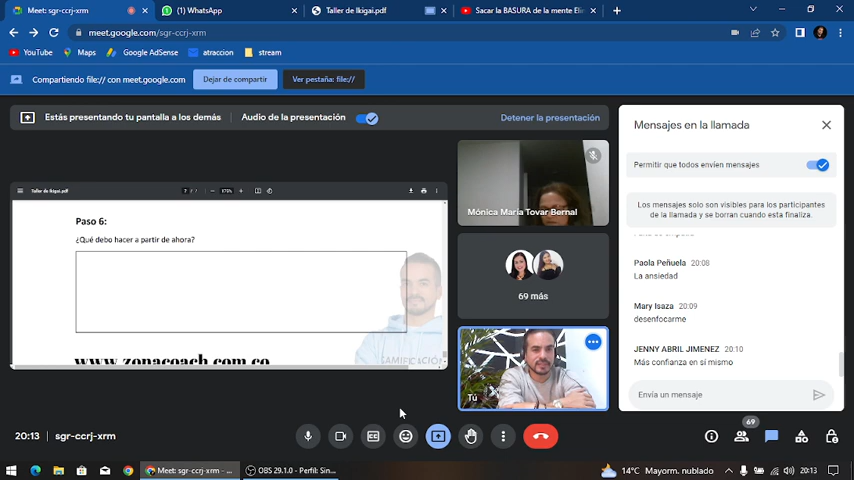 Meet: sgr-ccrj-xrm
(1) WhatsApp
Taller de Ikigai.pdf
Sacar la BASURA de la mente Elim
meet.google.com/sgr-ccrj-xrm
YouTube
Maps
Google AdSense
atraccion
stream
Compartiendo file:// con meet.google.com
Dejar de compartir
Ver pestaña: file://
Estás presentando tu pantalla a los demás
Audio de la presentación
Detener la presentación
Taller de Ikigai.pdf
Paso 6:
¿Qué debo hacer a partir de ahora?
www.zonacoach.com.co
Mónica María Tovar Bernal
69 más
Tú
Mensajes en la llamada
Permitir que todos envíen mensajes
Los mensajes solo son visibles para los participantes
de la llamada y se borran cuando esta finaliza.
Paola Peñuela 20:08
La ansiedad
Mary Isaza 20:09
desenfocarme
JENNY ABRIL JIMENEZ 20:10
Más confianza en sí mismo
Envía un mensaje
20:13
sgr-ccrj-xrm
69
Meet: sgr-ccrj-xrm - ...
OBS 29.1.0 - Perfil: Sin...
14°C Mayorm. nublado
20:13